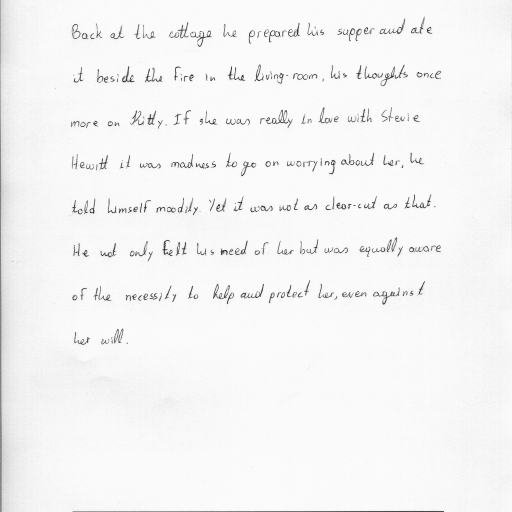 Back at the cottage he prepared his supper and ate
it beside the fire in the living-room, his thoughts once
more on Kitty. If she was really in love with Stevie
Hewitt it was madness to go on worrying about her, he
told himself moodily. Yet it was not as clear-cut as that.
He not only felt his need of her but was equally aware
of the necessity to help and protect her, even against
her will.